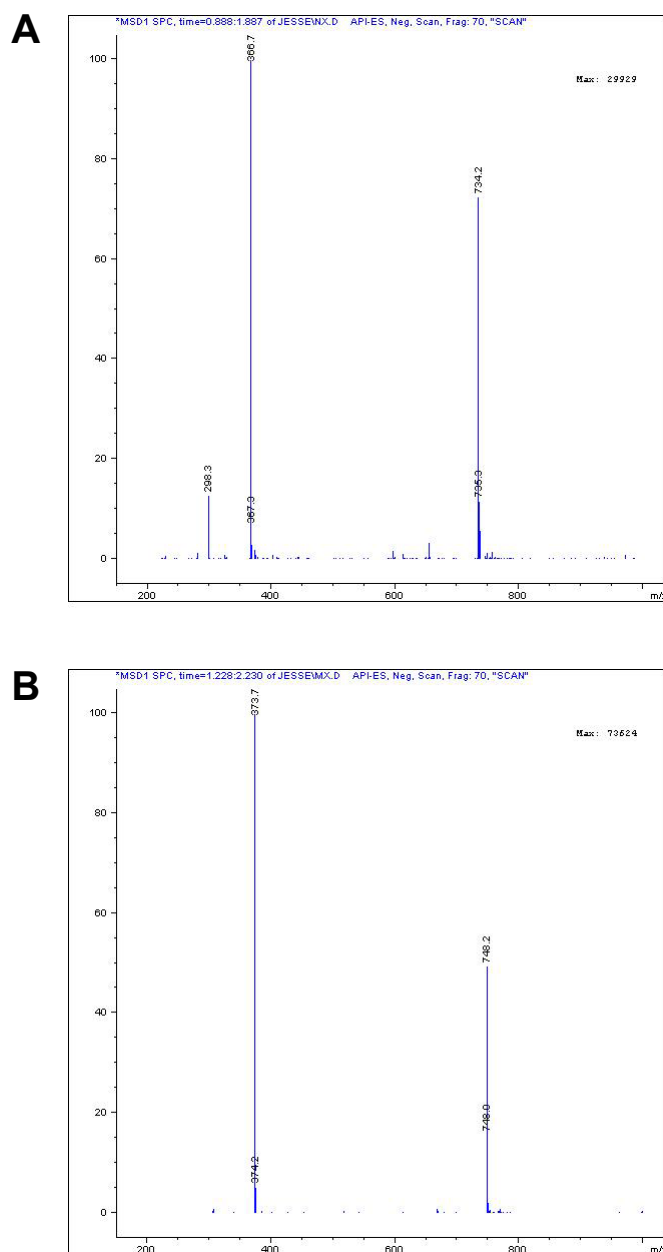 A
*MSD1 SPC, time=0.888:1.887 of JESSE\NX.D API-ES, Neg, Scan, Frag: 70, "SCAN"
366.7
100
Max: 29929
80
734.2
60
40
20
298.3
367.3
735.3
0
200 400 600 800 m/z
B
*MSD1 SPC, time=1.228:2.230 of JESSE\MX.D API-ES, Neg, Scan, Frag: 70, "SCAN"
373.7
100
Max: 73624
80
60
748.2
40
20
374.2
0
200 400 600 800